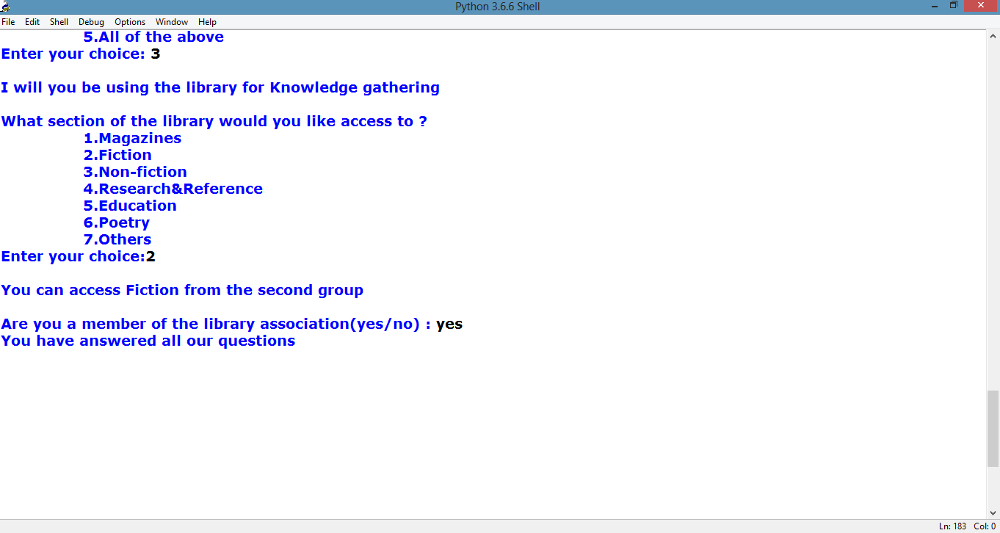 Python 3.6.6 Shell
File Edit Shell Debug Options Window Help
5.All of the above
Enter your choice: 3
I will you be using the library for Knowledge gathering
What section of the library would you like access to ?
1.Magazines
2.Fiction
3.Non-fiction
4.Research&Reference
5.Education
6.Poetry
7.Others
Enter your choice:2
You can access Fiction from the second group
Are you a member of the library association(yes/no) : yes
You have answered all our questions
Ln: 183 Col: 0